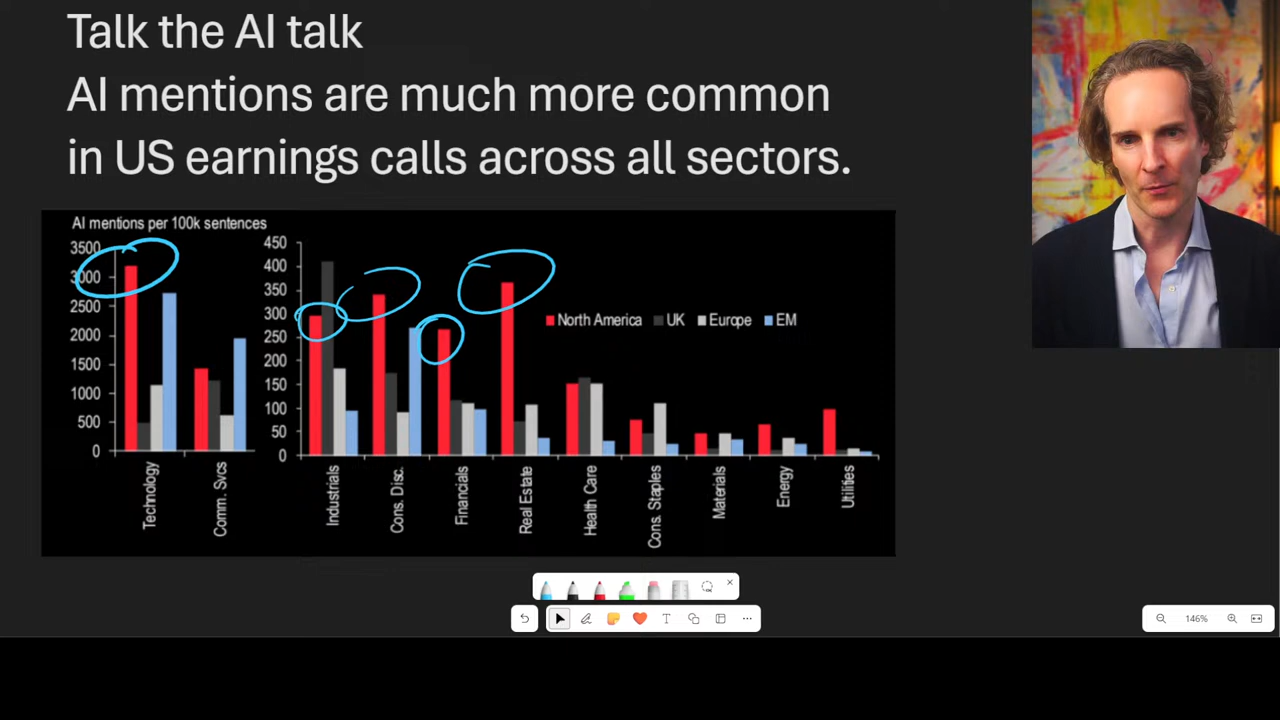 Talk the AI talk
AI mentions are much more common
in US earnings calls across all sectors.
AI mentions per 100k sentences
3500
3000
2500
2000
1500
1000
500
0
450
400
350
300
250
200
150
100
50
0
North America UK Europe EM
Technology
Comm. Svcs
Industrials
Cons. Disc.
Financials
Real Estate
Health Care
Cons. Staples
Materials
Energy
Utilities
T
146%